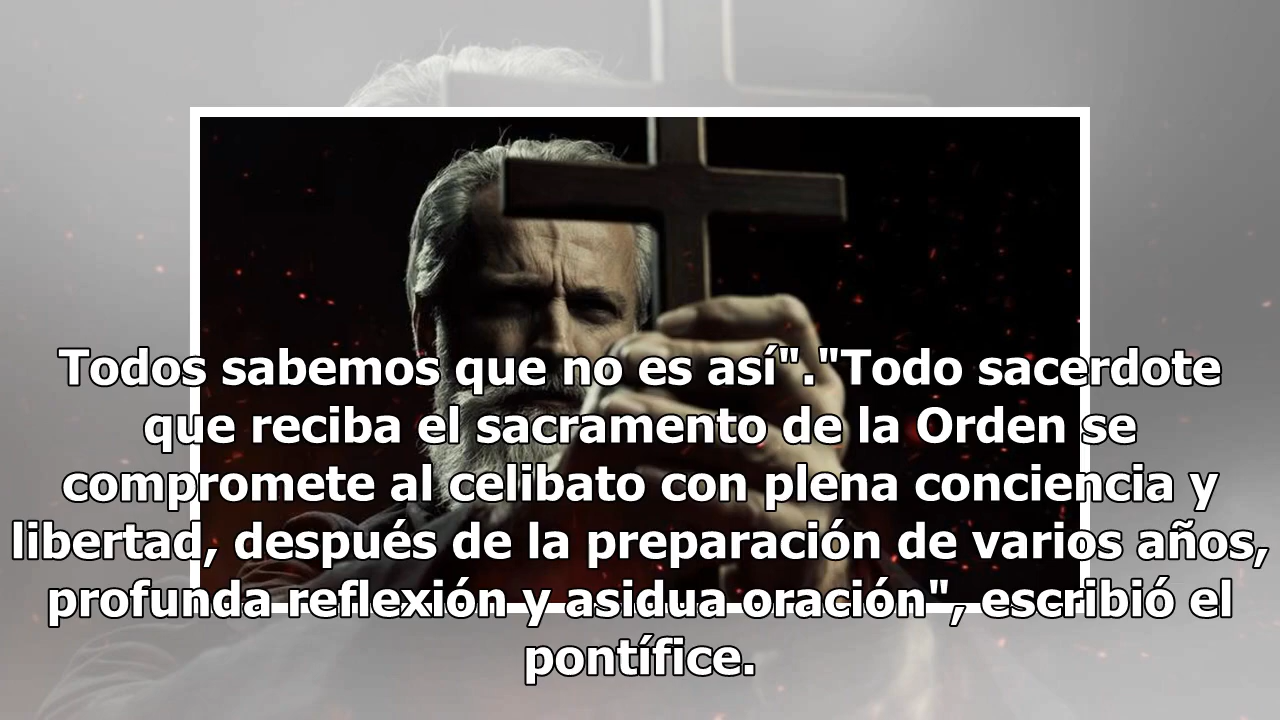 Todos sabemos que no es así"."Todo sacerdote
que reciba el sacramento de la Orden se
compromete al celibato con plena conciencia y
libertad, después de la preparación de varios años,
profunda reflexión y asidua oración", escribió el
pontífice.